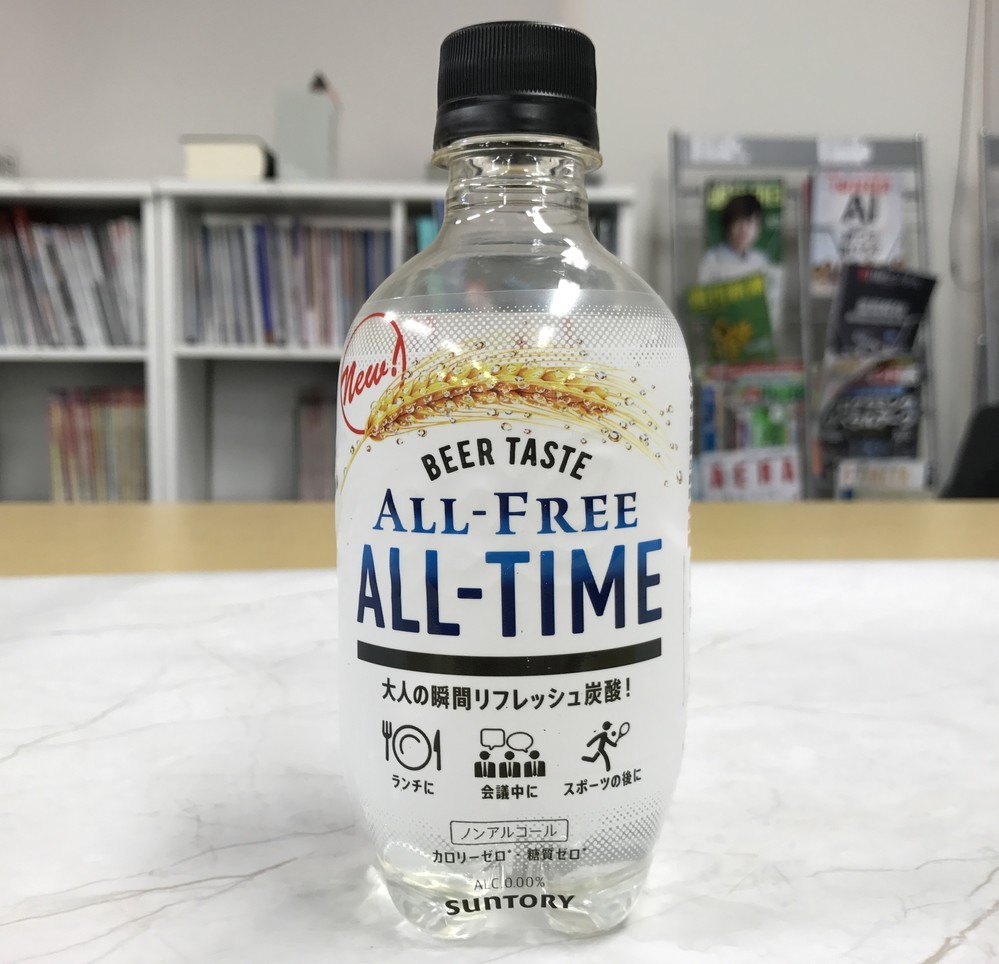 New!
BEER TASTE
ALL-FREE
ALL-TIME
大人の瞬間リフレッシュ炭酸！
ランチに
会議中に
スポーツの後に
ノンアルコール
カロリーゼロ*・糖質ゼロ*
ALC.0.00%
SUNTORY
AI
AERA